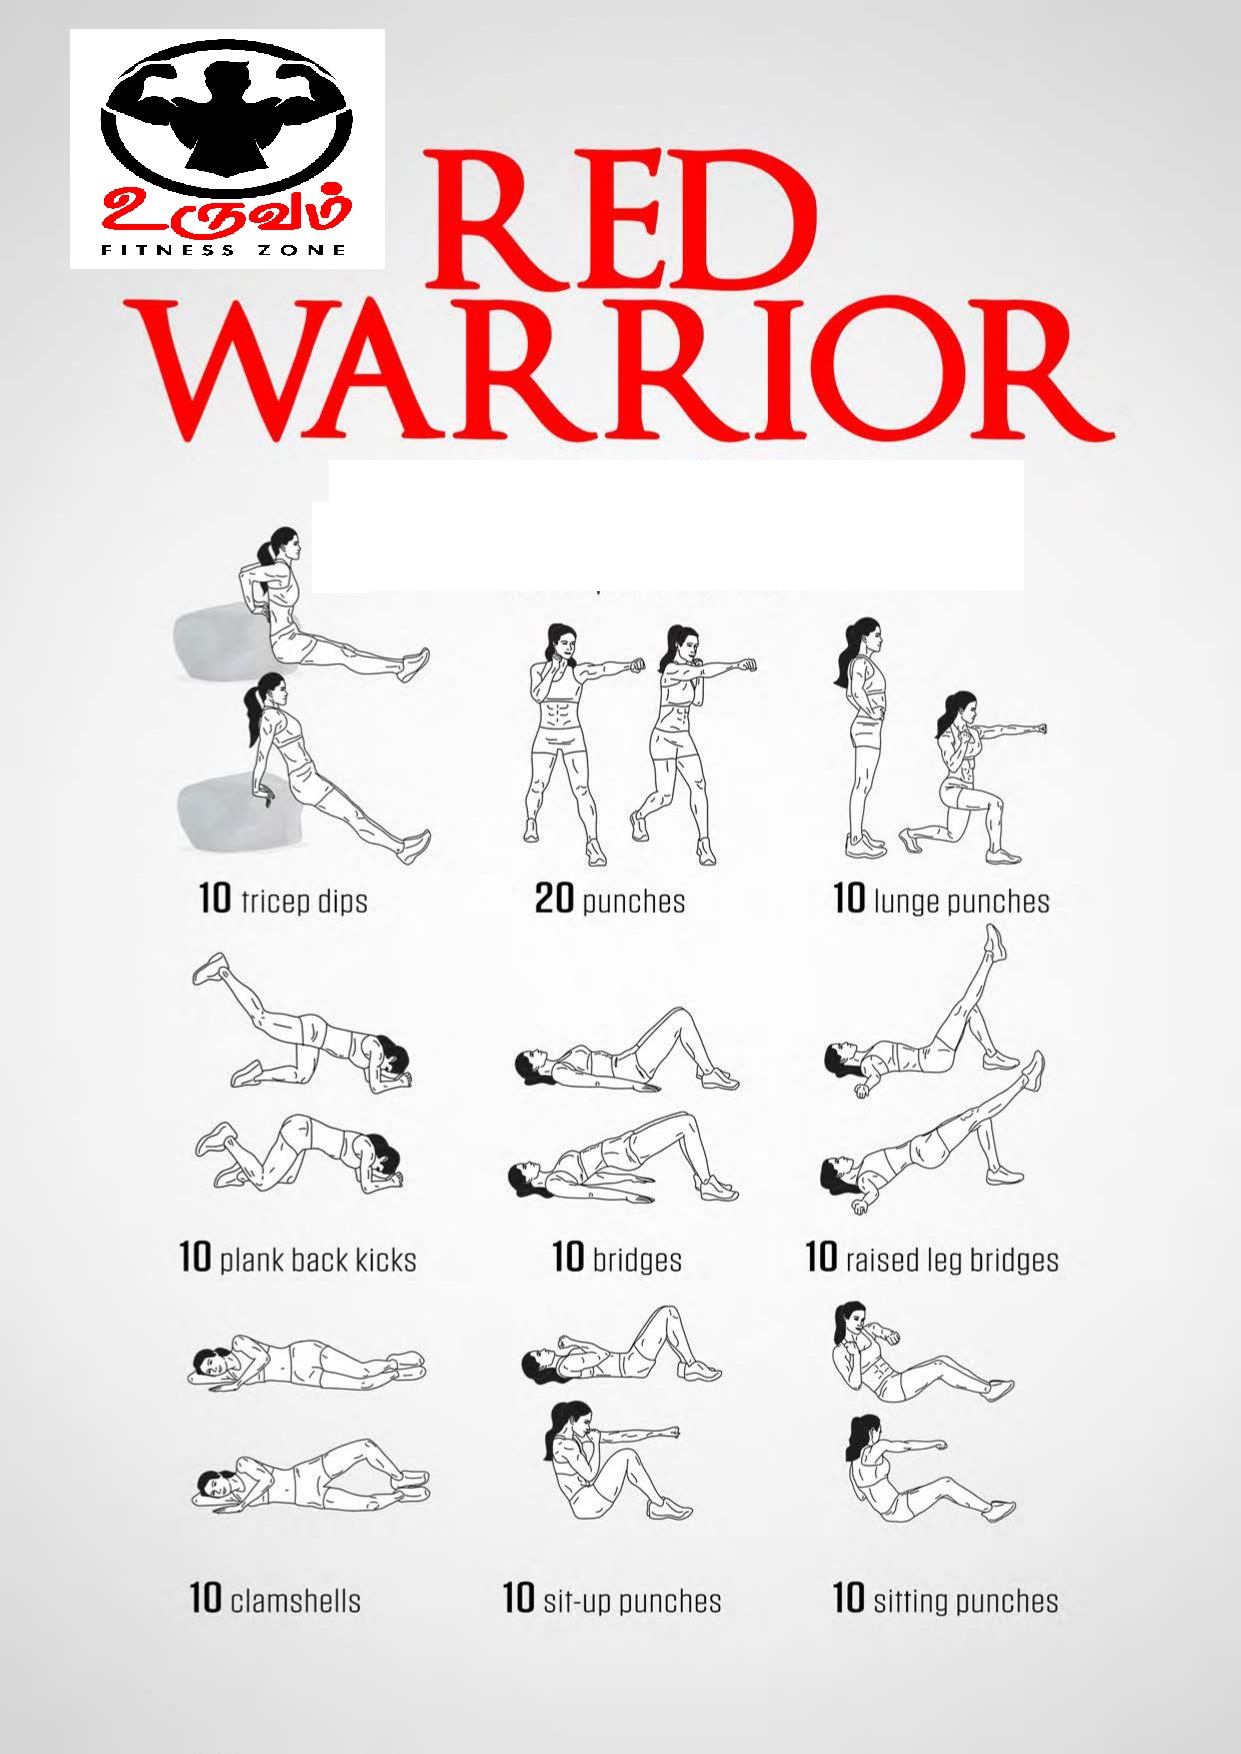 உருவம்
FITNESS ZONE
RED
WARRIOR
10 tricep dips
20 punches
10 lunge punches
10 plank back kicks
10 bridges
10 raised leg bridges
10 clamshells
10 sit-up punches
10 sitting punches